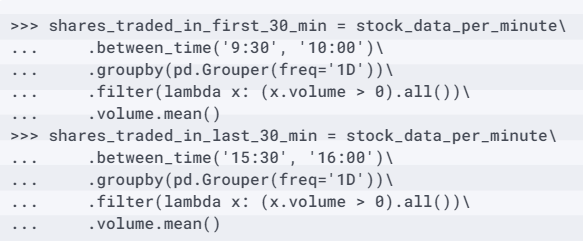 >>> shares_traded_in_first_30_min = stock_data_per_minute\
...     .between_time('9:30', '10:00')\
...     .groupby(pd.Grouper(freq='1D'))\
...     .filter(lambda x: (x.volume > 0).all())\
...     .volume.mean()
>>> shares_traded_in_last_30_min = stock_data_per_minute\
...     .between_time('15:30', '16:00')\
...     .groupby(pd.Grouper(freq='1D'))\
...     .filter(lambda x: (x.volume > 0).all())\
...     .volume.mean()